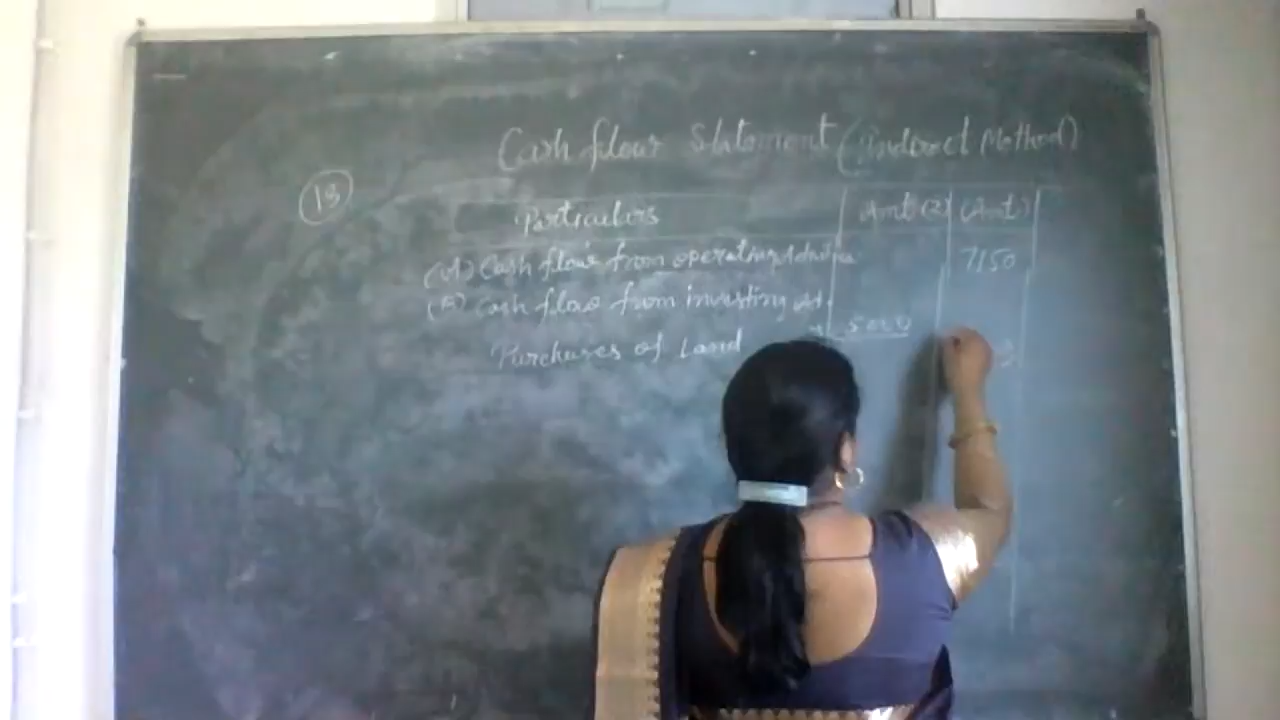 Cash flow Statement (Indirect Method)
13
Particulars Amt (₹) (Amt)
(A) Cash flow from operating Activities 7150
(B) Cash flow from investing At.
Purchases of Land 5000